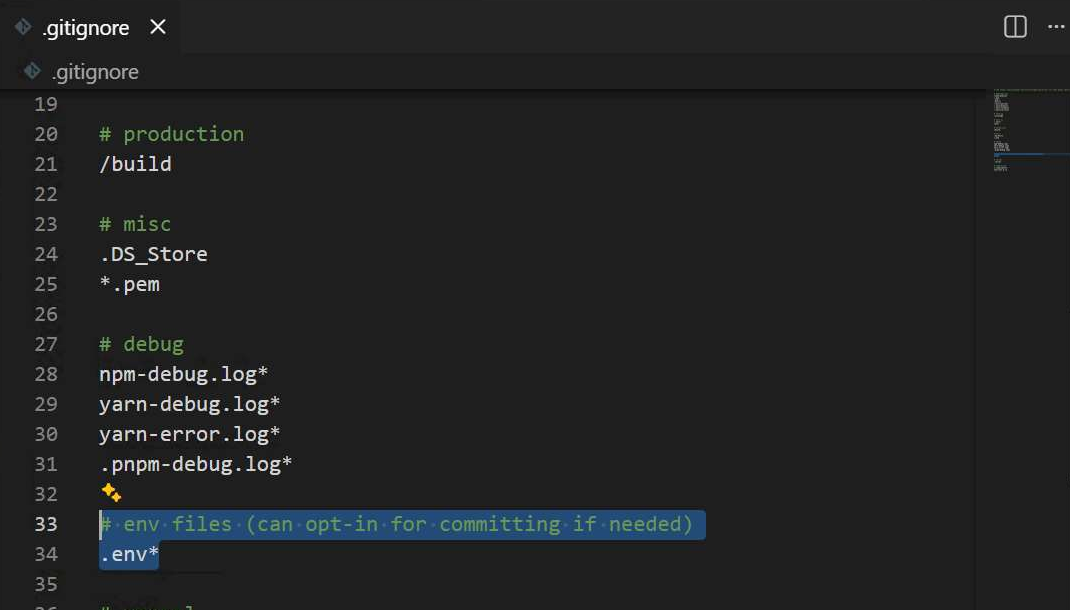 .gitignore
.gitignore
19
20 # production
21 /build
22
23 # misc
24 .DS_Store
25 *.pem
26
27 # debug
28 npm-debug.log*
29 yarn-debug.log*
30 yarn-error.log*
31 .pnpm-debug.log*
32
33 # env files (can opt-in for committing if needed)
34 .env*
35